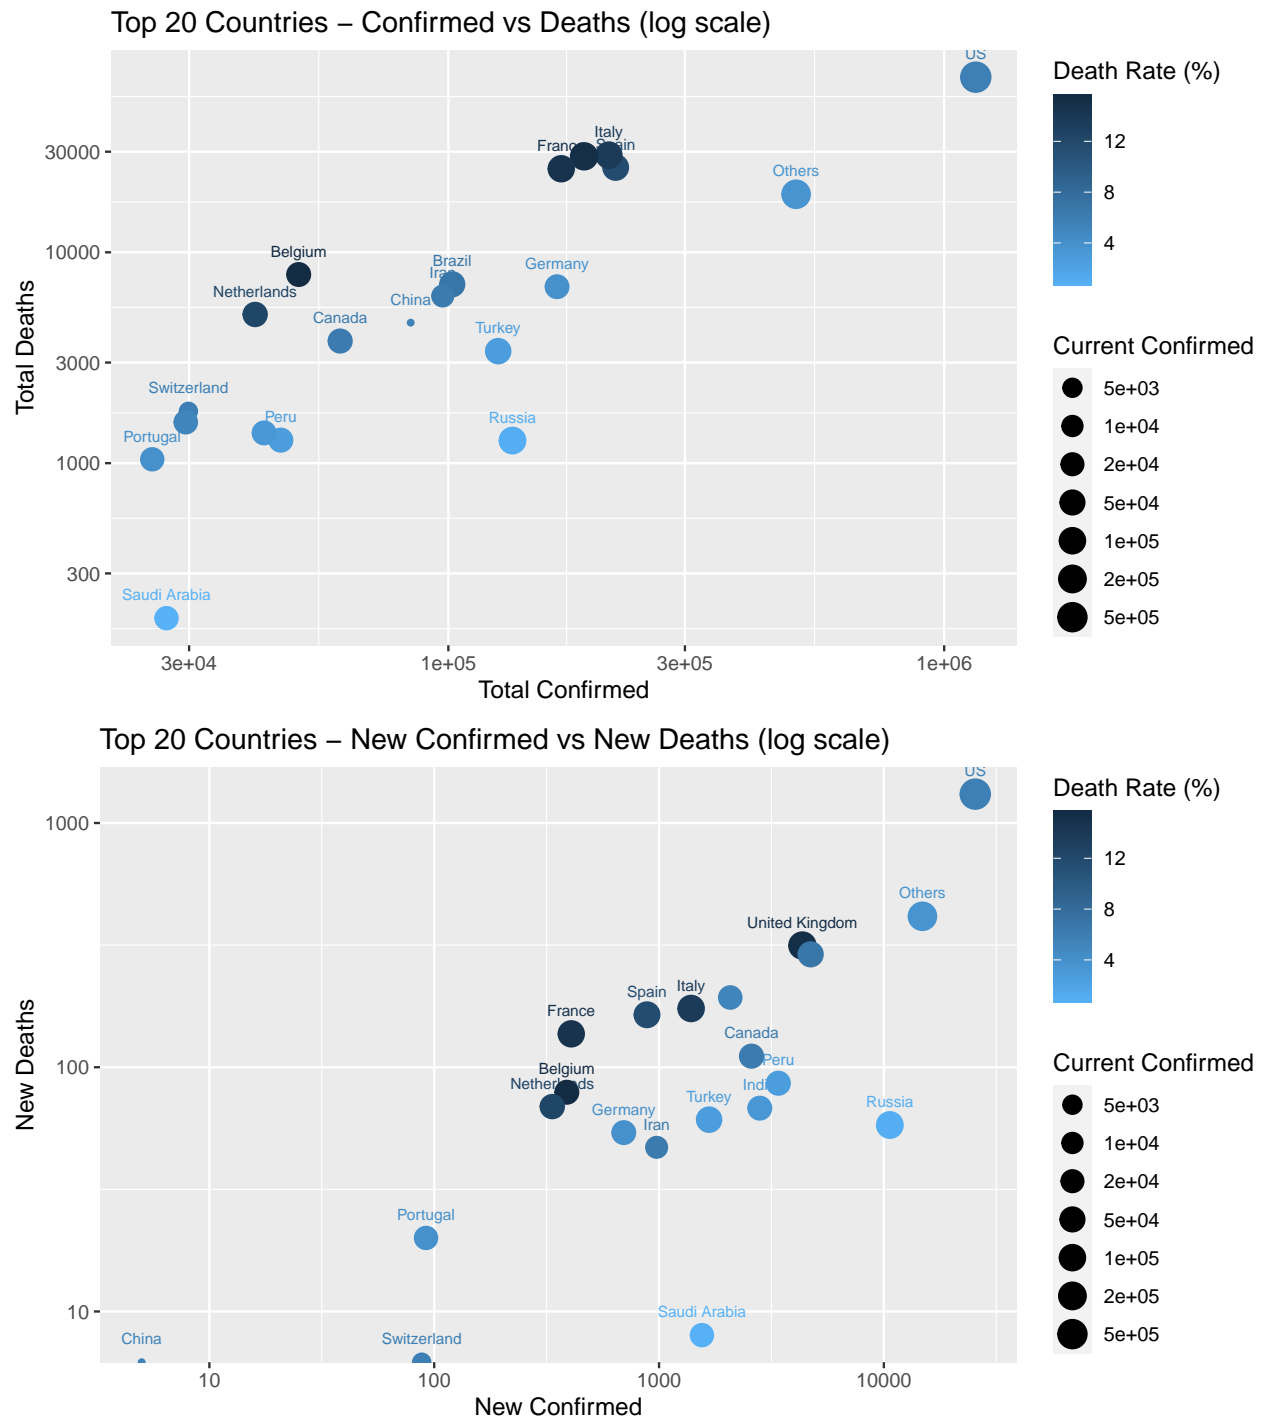 Top 20 Countries – Confirmed vs Deaths (log scale)
Total Deaths
30000
10000
3000
1000
300
US
Italy
Spain
France
Others
Belgium
Brazil
Iran
Germany
Netherlands
China
Canada
Turkey
Switzerland
Peru
Portugal
Russia
Saudi Arabia
3e+04
1e+05
3e+05
1e+06
Total Confirmed
Death Rate (%)
12
8
4
Current Confirmed
5e+03
1e+04
2e+04
5e+04
1e+05
2e+05
5e+05
Top 20 Countries – New Confirmed vs New Deaths (log scale)
New Deaths
1000
100
10
US
Others
United Kingdom
Spain
Italy
France
Canada
Peru
Belgium
Netherlands
India
Turkey
Russia
Germany
Iran
Portugal
Saudi Arabia
China
Switzerland
10
100
1000
10000
New Confirmed
Death Rate (%)
12
8
4
Current Confirmed
5e+03
1e+04
2e+04
5e+04
1e+05
2e+05
5e+05